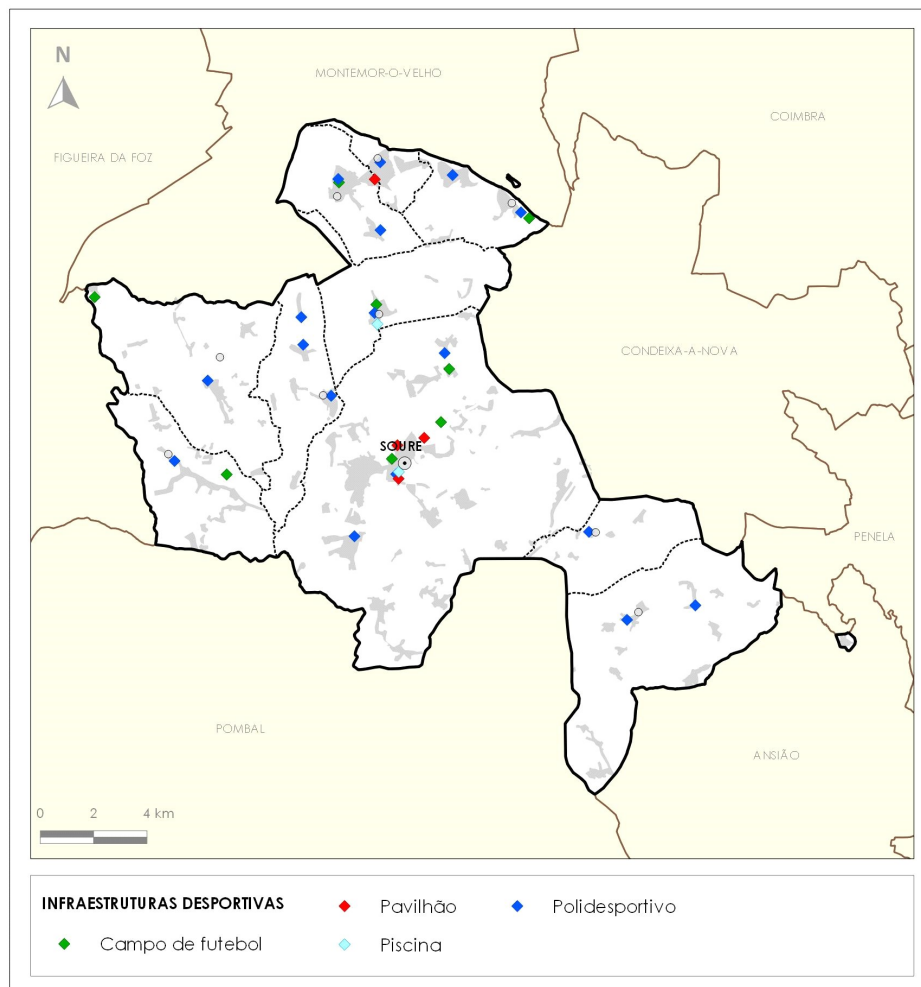 N
MONTEMOR-O-VELHO
COIMBRA
FIGUEIRA DA FOZ
CONDEIXA-A-NOVA
SOURE
PENELA
POMBAL
ANSIÃO
0 2 4 km
INFRAESTRUTURAS DESPORTIVAS
Pavilhão
Polidesportivo
Campo de futebol
Piscina